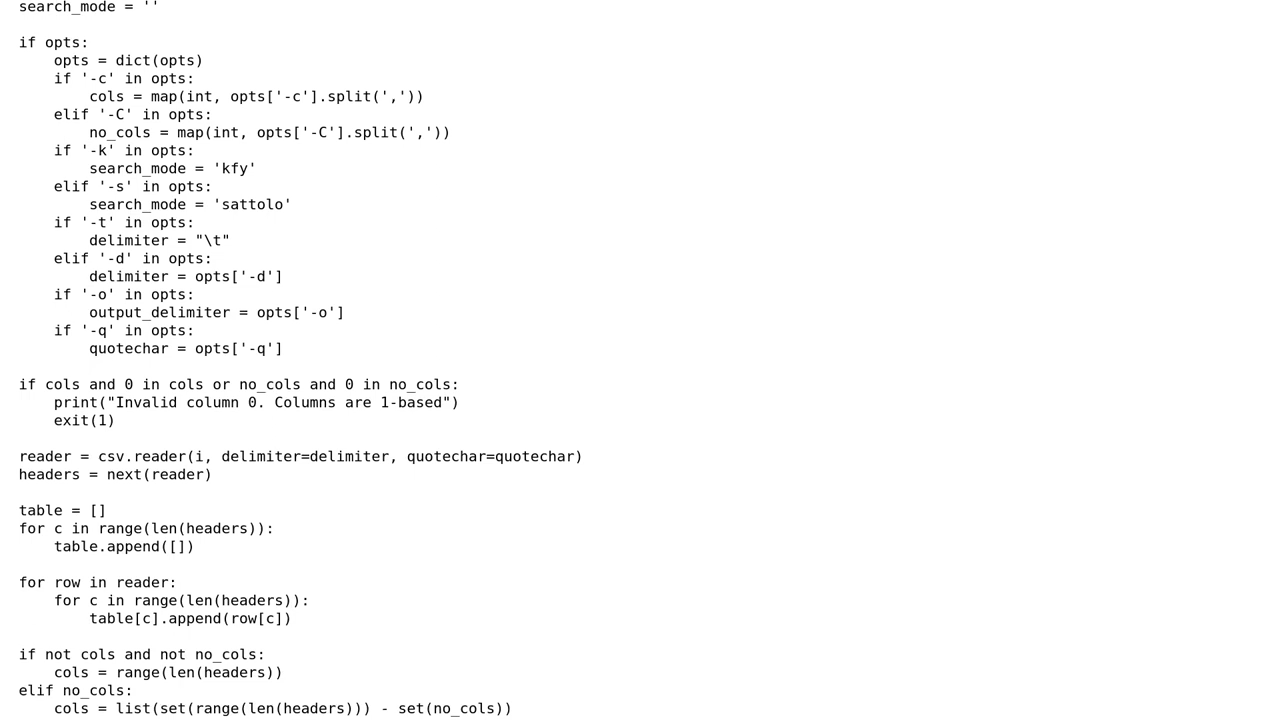 search_mode = ''

if opts:
    opts = dict(opts)
    if '-c' in opts:
        cols = map(int, opts['-c'].split(','))
    elif '-C' in opts:
        no_cols = map(int, opts['-C'].split(','))
    if '-k' in opts:
        search_mode = 'kfy'
    elif '-s' in opts:
        search_mode = 'sattolo'
    if '-t' in opts:
        delimiter = "\t"
    elif '-d' in opts:
        delimiter = opts['-d']
    if '-o' in opts:
        output_delimiter = opts['-o']
    if '-q' in opts:
        quotechar = opts['-q']

if cols and 0 in cols or no_cols and 0 in no_cols:
    print("Invalid column 0. Columns are 1-based")
    exit(1)

reader = csv.reader(i, delimiter=delimiter, quotechar=quotechar)
headers = next(reader)

table = []
for c in range(len(headers)):
    table.append([])

for row in reader:
    for c in range(len(headers)):
        table[c].append(row[c])

if not cols and not no_cols:
    cols = range(len(headers))
elif no_cols:
    cols = list(set(range(len(headers))) - set(no_cols))